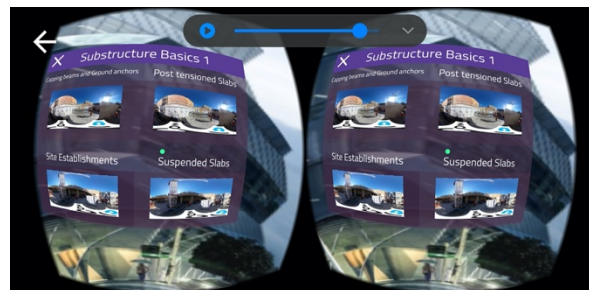 X Substructure Basics 1
Capping beams and Ground anchors
Post tensioned Slabs
Site Establishments
Suspended Slabs
X Substructure Basics 1
Capping beams and Ground anchors
Post tensioned Slabs
Site Establishments
Suspended Slabs